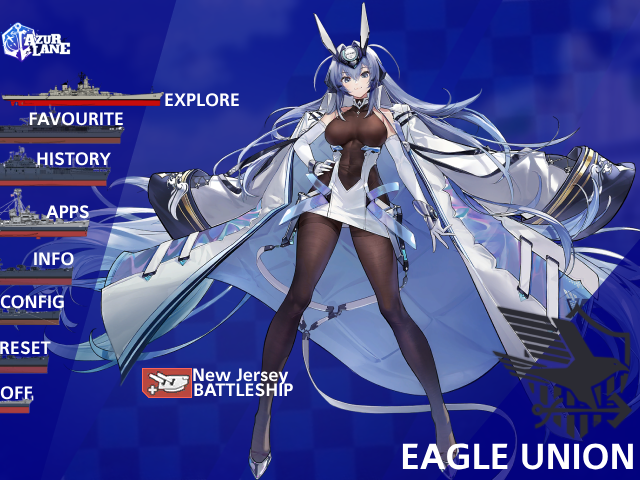 AZUR
LANE
EXPLORE
FAVOURITE
HISTORY
APPS
INFO
CONFIG
RESET
OFF
New Jersey
BATTLESHIP
EAGLE UNION